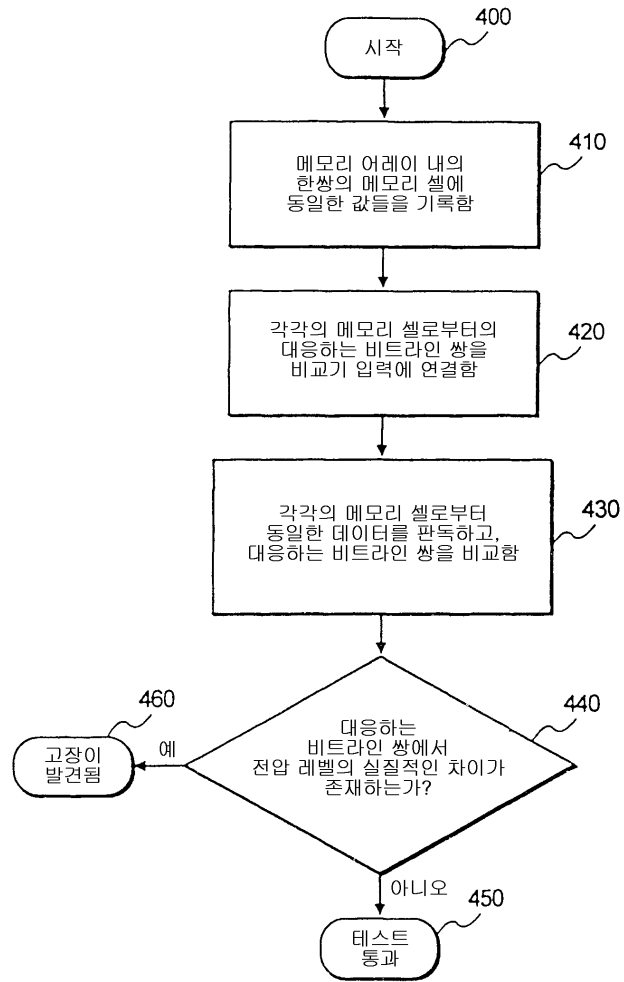 시작
400
메모리 어레이 내의
한쌍의 메모리 셀에
동일한 값들을 기록함
410
각각의 메모리 셀로부터의
대응하는 비트라인 쌍을
비교기 입력에 연결함
420
각각의 메모리 셀로부터
동일한 데이터를 판독하고,
대응하는 비트라인 쌍을 비교함
430
대응하는
비트라인 쌍에서
전압 레벨의 실질적인 차이가
존재하는가?
440
예
고장이
발견됨
460
아니오
테스트
통과
450